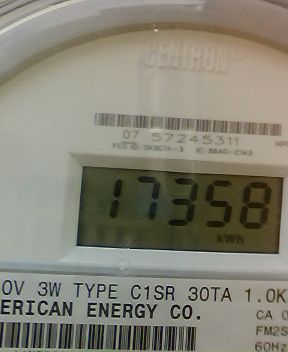 CENTRON®
07 57245311
17358
kWh
0V 3W TYPE C1SR 30TA 1.0K
ERICAN ENERGY CO.
CA 0
FM2S
60Hz